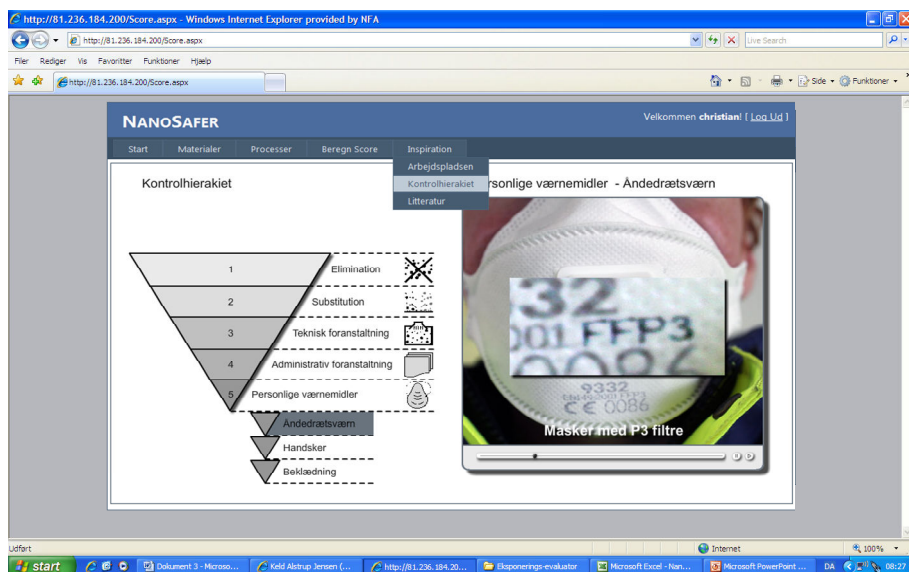 http://81.236.184.200/Score.aspx - Windows Internet Explorer provided by NFA
http://81.236.184.200/Score.aspx
Live Search
Filer Rediger Vis Favoritter Funktioner Hjælp
http://81.236.184.200/Score.aspx
Side
Funktioner
NANOSAFER
Velkommen christian! [ Log Ud ]
Start Materialer Processer Beregn Score Inspiration
Arbejdspladsen
Kontrolhierakiet
Litteratur
Kontrolhierakiet
rsonlige værnemidler - Åndedrætsværn
1 Elimination
2 Substitution
3 Teknisk foranstaltning
4 Administrativ foranstaltning
5 Personlige værnemidler
Åndedrætsværn
Handsker
Beklædning
32
001 FFP3
0086
9332
CE 0086
Masker med P3 filtre
Udført
Internet
100%
start
Dokument 3 - Microso...
Keld Alstrup Jensen (...
http://81.236.184.20...
Eksponerings-evaluator
Microsoft Excel - Nan...
Microsoft PowerPoint ...
DA
08:27